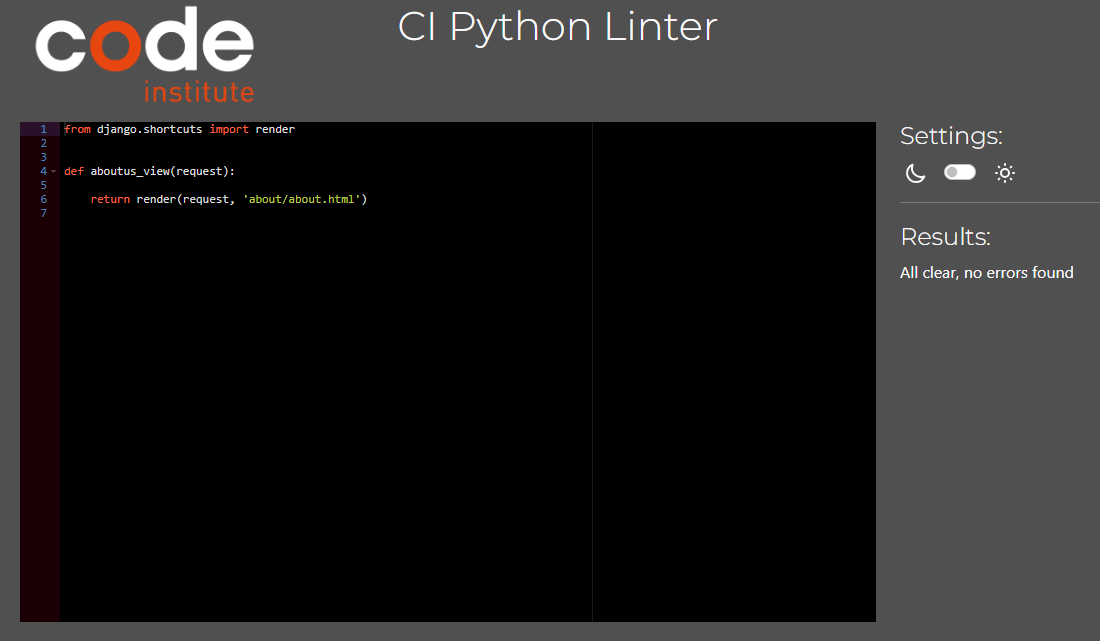 code
institute
CI Python Linter
1 from django.shortcuts import render
2
3
4 def aboutus_view(request):
5
6     return render(request, 'about/about.html')
7
Settings:
Results:
All clear, no errors found